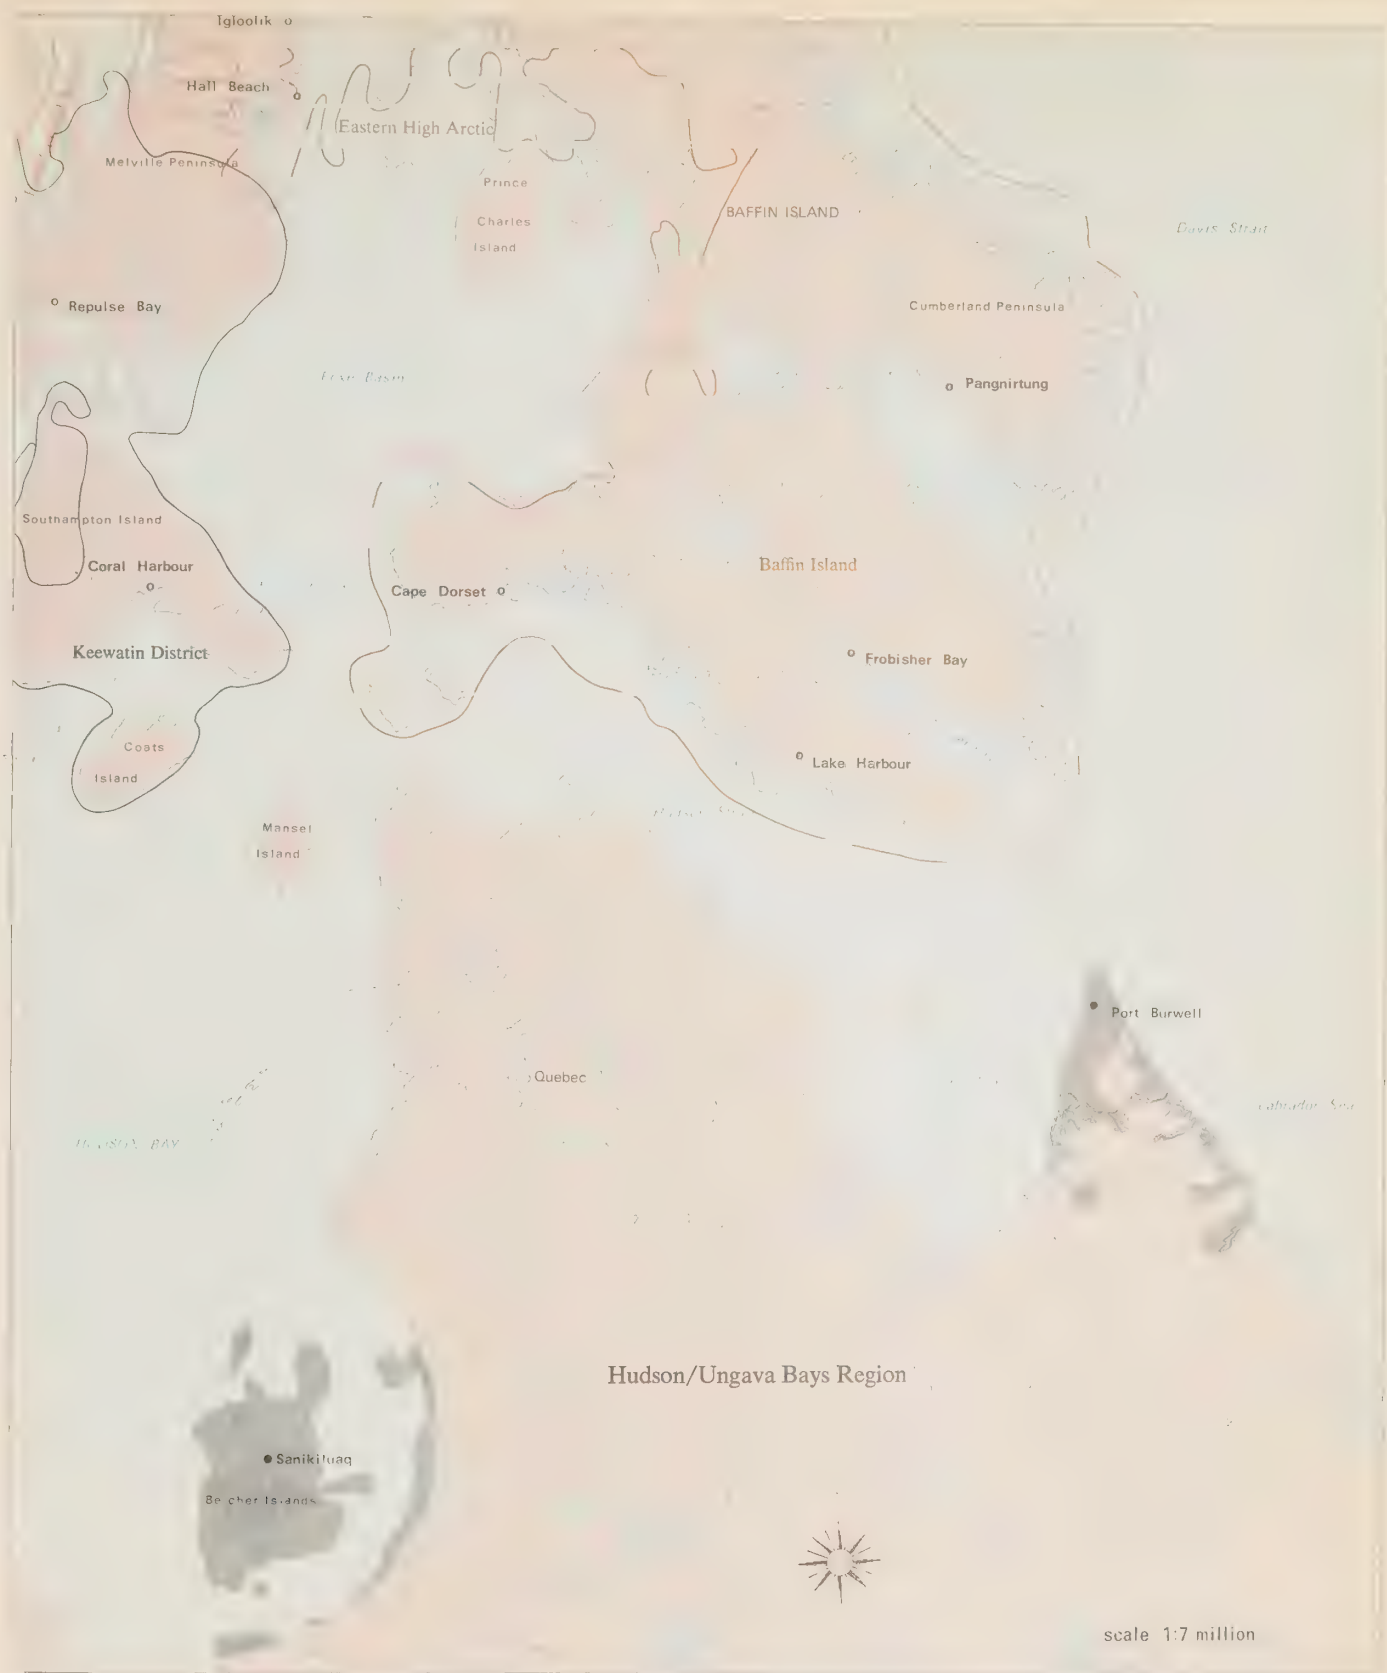 Igloolik
Hall Beach
Eastern High Arctic
Melville Peninsula
Prince
Charles
Island
BAFFIN ISLAND
Davis Strait
Repulse Bay
Cumberland Peninsula
Foxe Basin
Pangnirtung
Southampton Island
Coral Harbour
Baffin Island
Cape Dorset
Keewatin District
Frobisher Bay
Coats
Island
Lake Harbour
Mansel
Island
Port Burwell
Quebec
Labrador Sea
HUDSON BAY
Hudson/Ungava Bays Region
Sanikiluaq
Belcher Islands
scale 1:7 million